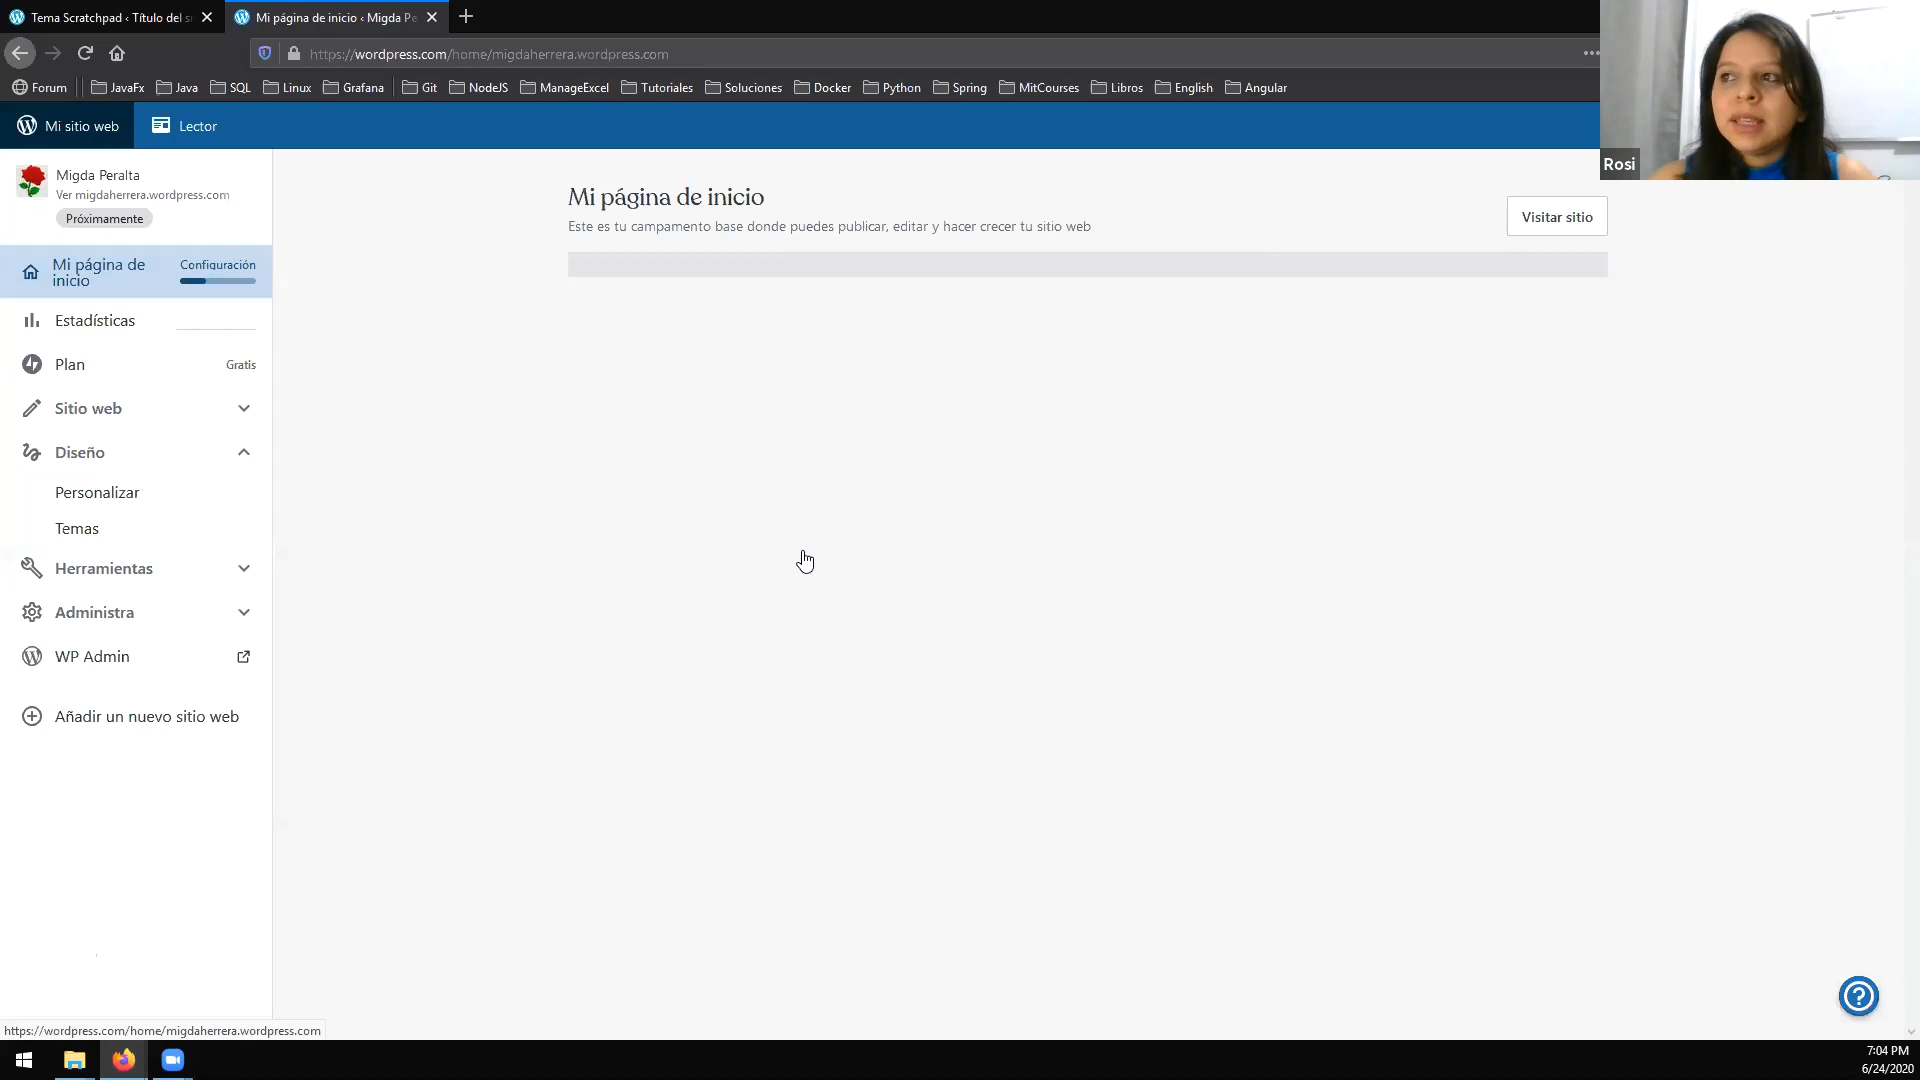 Tema Scratchpad ‹ Título del s
Mi página de inicio ‹ Migda Pe
https://wordpress.com/home/migdaherrera.wordpress.com
Forum
JavaFx
Java
SQL
Linux
Grafana
Git
NodeJS
ManageExcel
Tutoriales
Soluciones
Docker
Python
Spring
MitCourses
Libros
English
Angular
Mi sitio web
Lector
Rosi
Migda Peralta
Ver migdaherrera.wordpress.com
Próximamente
Mi página de inicio
Este es tu campamento base donde puedes publicar, editar y hacer crecer tu sitio web
Visitar sitio
Mi página de
inicio
Configuración
Estadísticas
Plan
Gratis
Sitio web
Diseño
Personalizar
Temas
Herramientas
Administra
WP Admin
Añadir un nuevo sitio web
https://wordpress.com/home/migdaherrera.wordpress.com
7:04 PM
6/24/2020